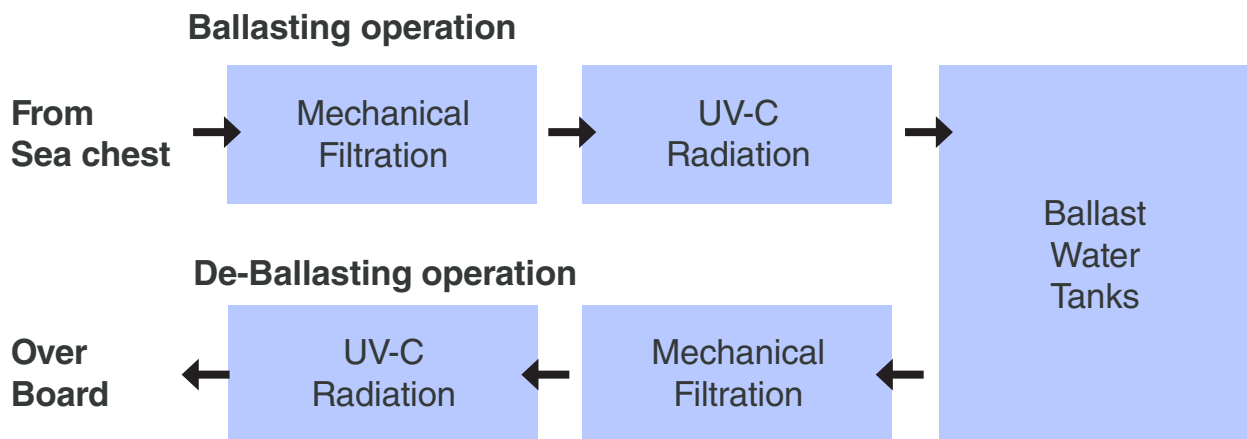 Ballasting operation
From
Sea chest
Mechanical
Filtration
UV-C
Radiation
Ballast
Water
Tanks
De-Ballasting operation
Over
Board
UV-C
Radiation
Mechanical
Filtration